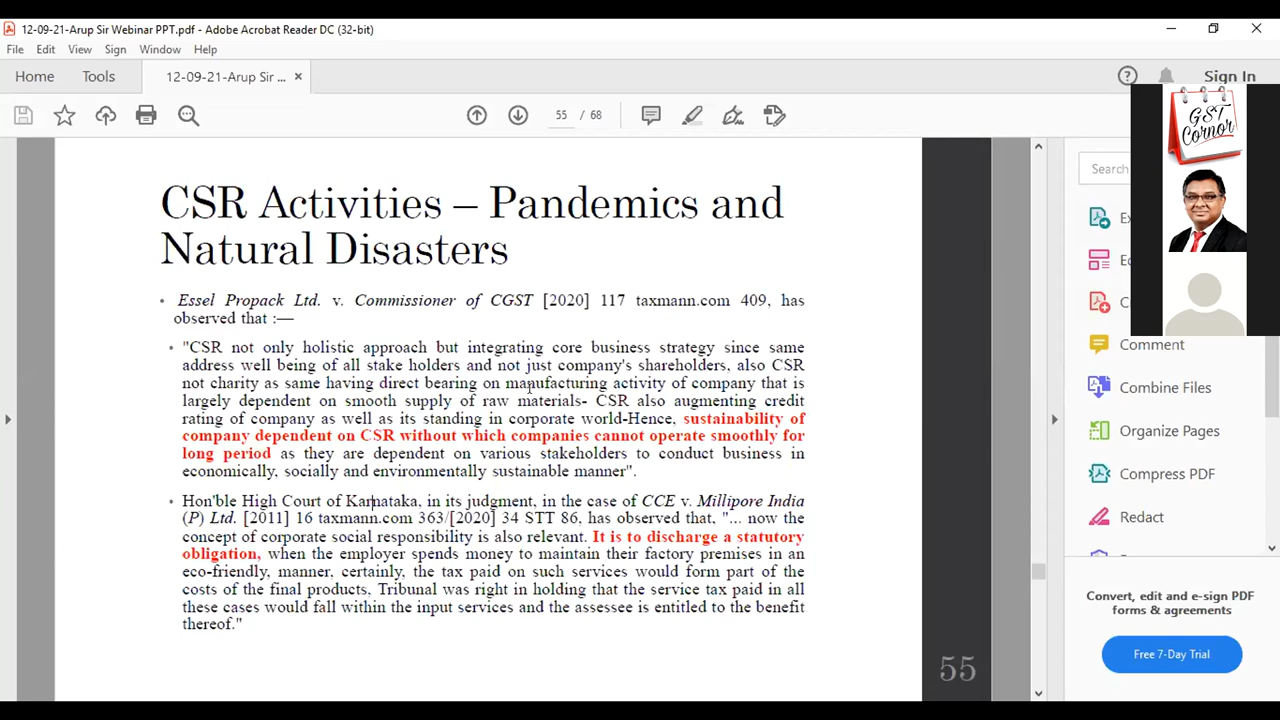 12-09-21-Arup Sir Webinar PPT.pdf - Adobe Acrobat Reader DC (32-bit)
File Edit View Sign Window Help
Home Tools 12-09-21-Arup Sir ... × Sign In
55 / 68
GST
Corner
Search
CSR Activities – Pandemics and
Natural Disasters
• Essel Propack Ltd. v. Commissioner of CGST [2020] 117 taxmann.com 409, has
observed that :—
• "CSR not only holistic approach but integrating core business strategy since same
address well being of all stake holders and not just company's shareholders, also CSR
not charity as same having direct bearing on manufacturing activity of company that is
largely dependent on smooth supply of raw materials- CSR also augmenting credit
rating of company as well as its standing in corporate world-Hence, sustainability of
company dependent on CSR without which companies cannot operate smoothly for
long period as they are dependent on various stakeholders to conduct business in
economically, socially and environmentally sustainable manner".
• Hon'ble High Court of Karnataka, in its judgment, in the case of CCE v. Millipore India
(P) Ltd. [2011] 16 taxmann.com 363/[2020] 34 STT 86, has observed that, "... now the
concept of corporate social responsibility is also relevant. It is to discharge a statutory
obligation, when the employer spends money to maintain their factory premises in an
eco-friendly, manner, certainly, the tax paid on such services would form part of the
costs of the final products. Tribunal was right in holding that the service tax paid in all
these cases would fall within the input services and the assessee is entitled to the benefit
thereof."
55
Comment
Combine Files
Organize Pages
Compress PDF
Redact
Convert, edit and e-sign PDF
forms & agreements
Free 7-Day Trial